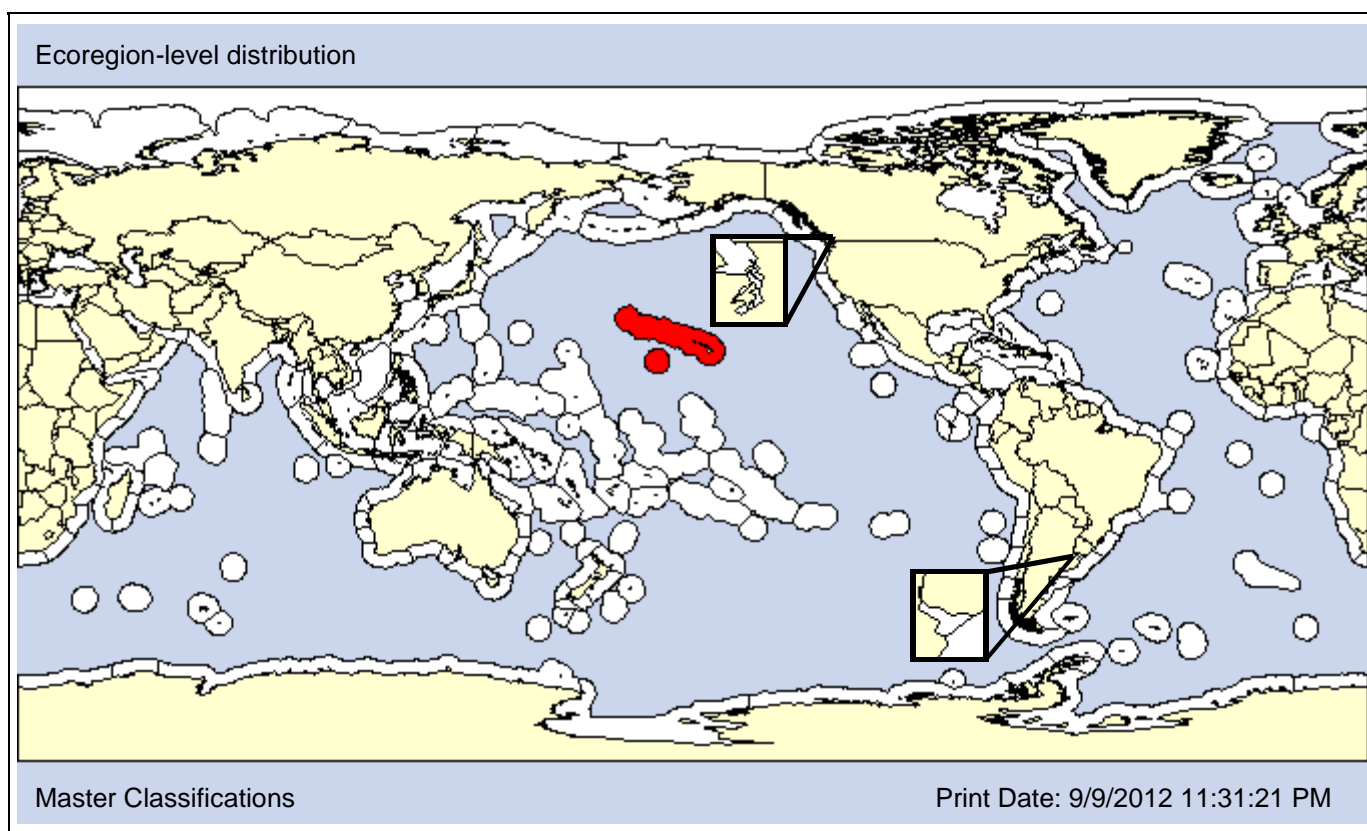 Ecoregion-level distribution
Master Classifications
Print Date: 9/9/2012 11:31:21 PM